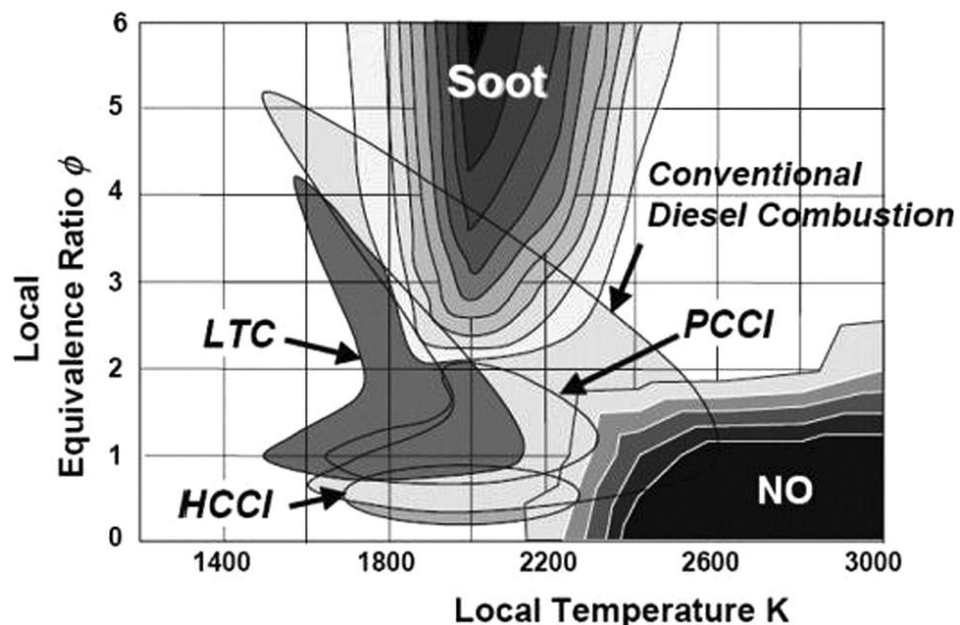 6
5
4
3
2
1
0
Local
Equivalence Ratio ϕ
Soot
Conventional
Diesel Combustion
PCCI
LTC
HCCI
NO
1400 1800 2200 2600 3000
Local Temperature K